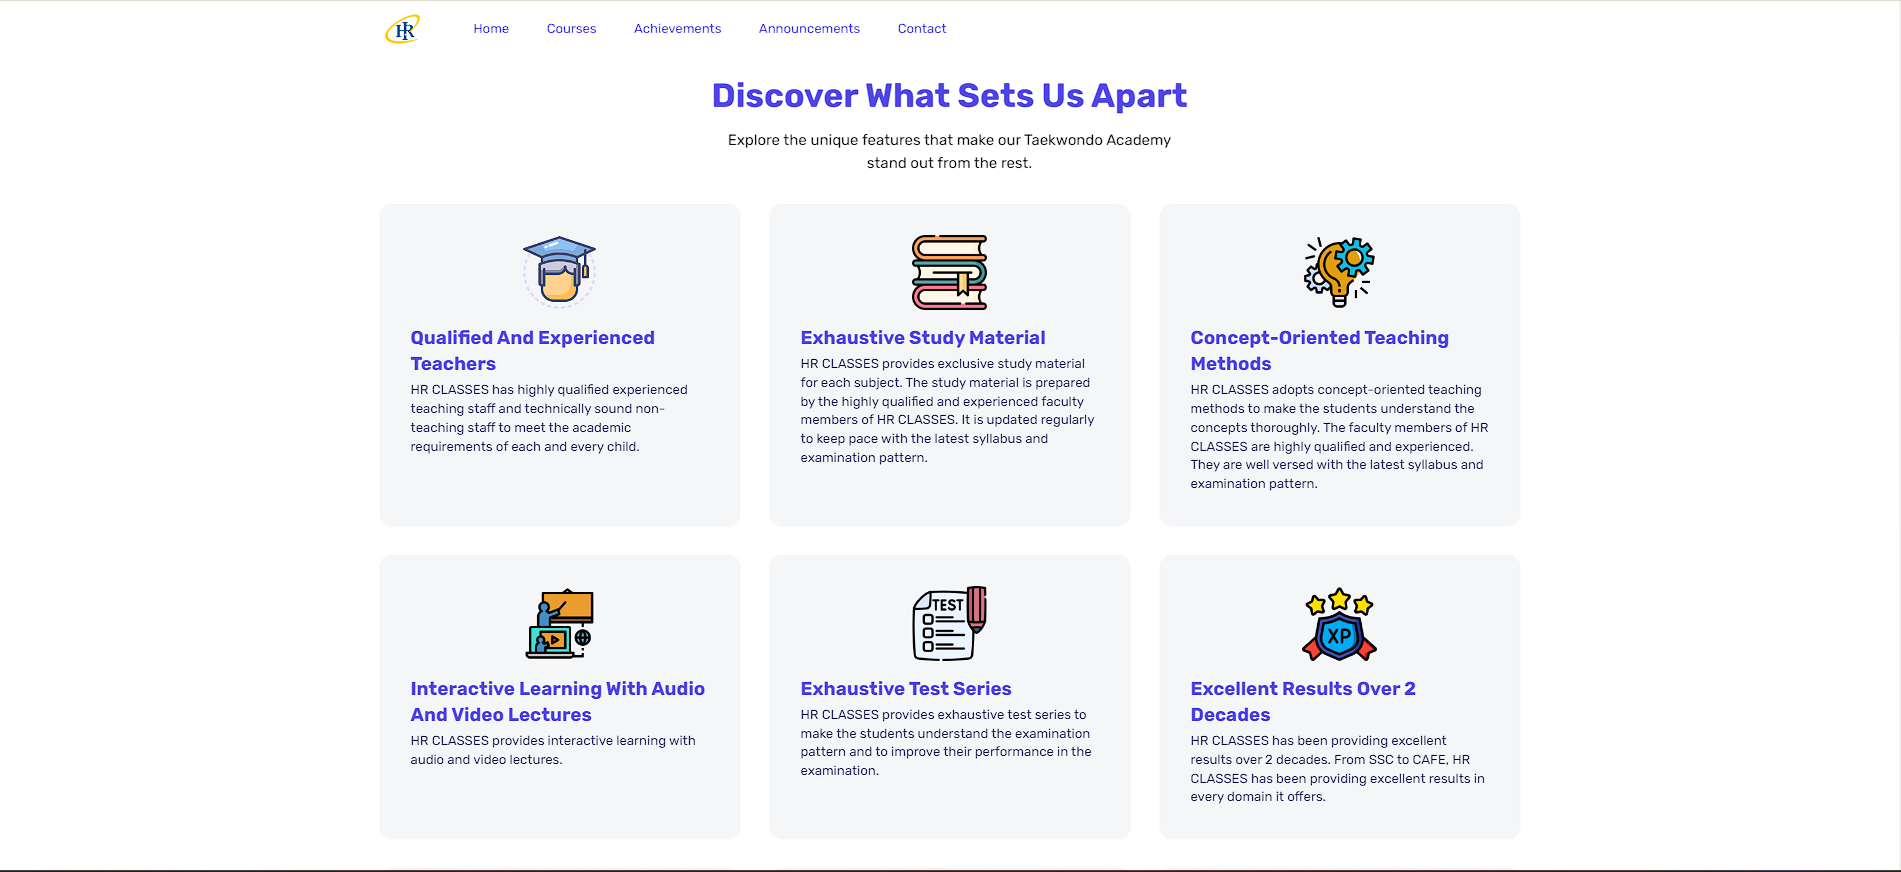 HR
Home
Courses
Achievements
Announcements
Contact
Discover What Sets Us Apart
Explore the unique features that make our Taekwondo Academy
stand out from the rest.
Qualified And Experienced
Teachers
HR CLASSES has highly qualified experienced
teaching staff and technically sound non-
teaching staff to meet the academic
requirements of each and every child.
Exhaustive Study Material
HR CLASSES provides exclusive study material
for each subject. The study material is prepared
by the highly qualified and experienced faculty
members of HR CLASSES. It is updated regularly
to keep pace with the latest syllabus and
examination pattern.
Concept-Oriented Teaching
Methods
HR CLASSES adopts concept-oriented teaching
methods to make the students understand the
concepts thoroughly. The faculty members of HR
CLASSES are highly qualified and experienced.
They are well versed with the latest syllabus and
examination pattern.
Interactive Learning With Audio
And Video Lectures
HR CLASSES provides interactive learning with
audio and video lectures.
TEST
Exhaustive Test Series
HR CLASSES provides exhaustive test series to
make the students understand the examination
pattern and to improve their performance in the
examination.
XP
Excellent Results Over 2
Decades
HR CLASSES has been providing excellent
results over 2 decades. From SSC to CAFE, HR
CLASSES has been providing excellent results in
every domain it offers.